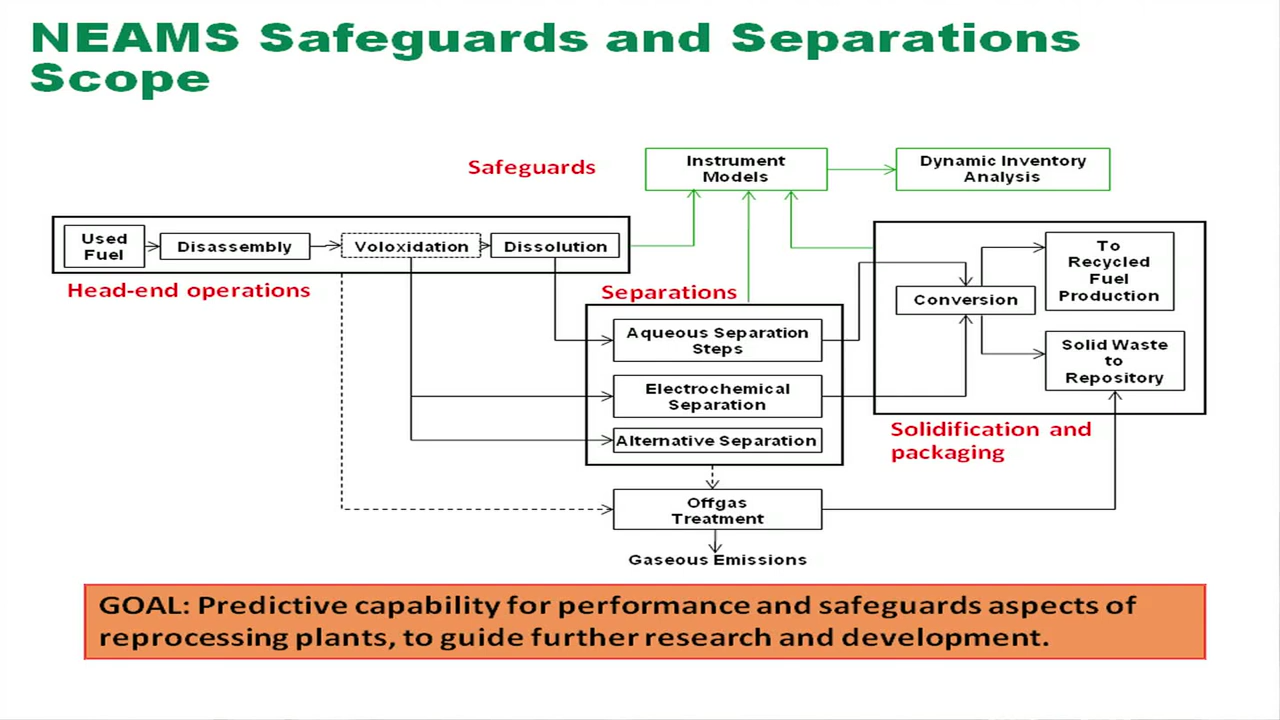 NEAMS Safeguards and Separations
Scope
Safeguards
Instrument
Models
Dynamic Inventory
Analysis
Used
Fuel
Disassembly
Voloxidation
Dissolution
Head-end operations
Separations
Aqueous Separation
Steps
Electrochemical
Separation
Alternative Separation
Conversion
To
Recycled
Fuel
Production
Solid Waste
to
Repository
Solidification and
packaging
Offgas
Treatment
Gaseous Emissions
GOAL: Predictive capability for performance and safeguards aspects of
reprocessing plants, to guide further research and development.